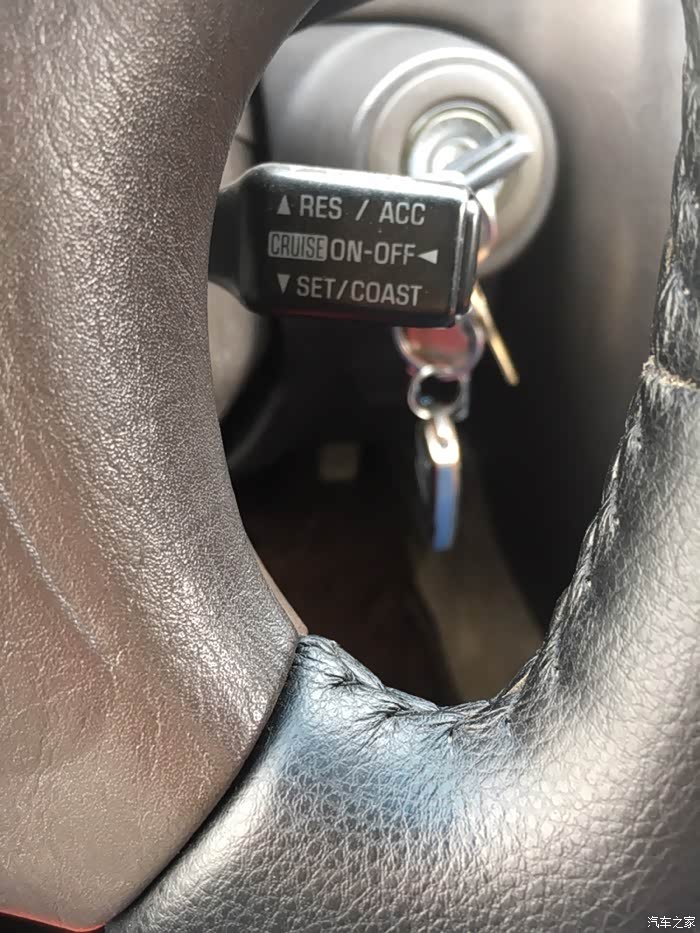 ▲ RES / ACC
CRUISE ON-OFF ◀
▼ SET/COAST
汽车之家